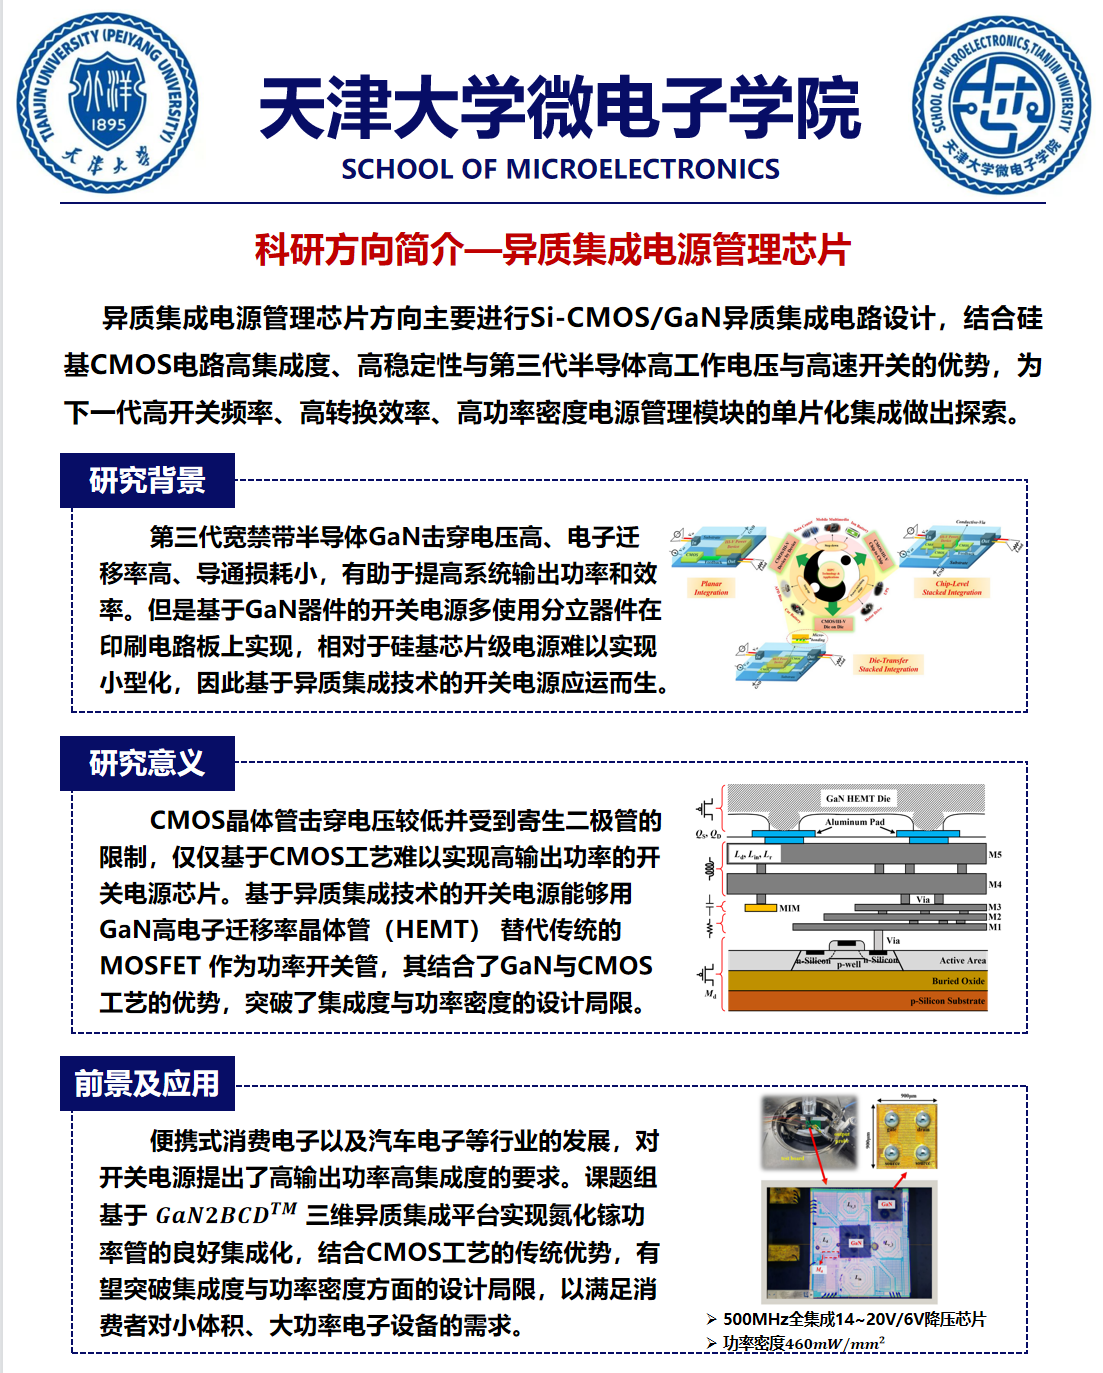 TIANJIN UNIVERSITY (PEIYANG UNIVERSITY)
北洋
1895
天津大学
天津大学微电子学院
SCHOOL OF MICROELECTRONICS
SCHOOL OF MICROELECTRONICS, TIANJIN UNIVERSITY
天津大学微电子学院
科研方向简介—异质集成电源管理芯片
异质集成电源管理芯片方向主要进行Si-CMOS/GaN异质集成电路设计，结合硅
基CMOS电路高集成度、高稳定性与第三代半导体高工作电压与高速开关的优势，为
下一代高开关频率、高转换效率、高功率密度电源管理模块的单片化集成做出探索。
研究背景
第三代宽禁带半导体GaN击穿电压高、电子迁
移率高、导通损耗小，有助于提高系统输出功率和效
率。但是基于GaN器件的开关电源多使用分立器件在
印刷电路板上实现，相对于硅基芯片级电源难以实现
小型化，因此基于异质集成技术的开关电源应运而生。
Planar
Integration
Conductive-Via
Chip-Level
Stacked Integration
CMOS/III-V
Die on Die
Die-Transfer
Stacked Integration
研究意义
CMOS晶体管击穿电压较低并受到寄生二极管的
限制，仅仅基于CMOS工艺难以实现高输出功率的开
关电源芯片。基于异质集成技术的开关电源能够用
GaN高电子迁移率晶体管（HEMT） 替代传统的
MOSFET 作为功率开关管，其结合了GaN与CMOS
工艺的优势，突破了集成度与功率密度的设计局限。
GaN HEMT Die
Aluminum Pad
QS, QD
Ld, Lin, Lr
M5
M4
Via
MIM
M3
M2
M1
Via
n-Silicon
p-well
n-Silicon
Active Area
Buried Oxide
p-Silicon Substrate
Md
前景及应用
便携式消费电子以及汽车电子等行业的发展，对
开关电源提出了高输出功率高集成度的要求。课题组
基于 GaN2BCD™ 三维异质集成平台实现氮化镓功
率管的良好集成化，结合CMOS工艺的传统优势，有
望突破集成度与功率密度方面的设计局限，以满足消
费者对小体积、大功率电子设备的需求。
900μm
900μm
GaN
GaN
Md
➢ 500MHz全集成14~20V/6V降压芯片
➢ 功率密度460mW/mm²